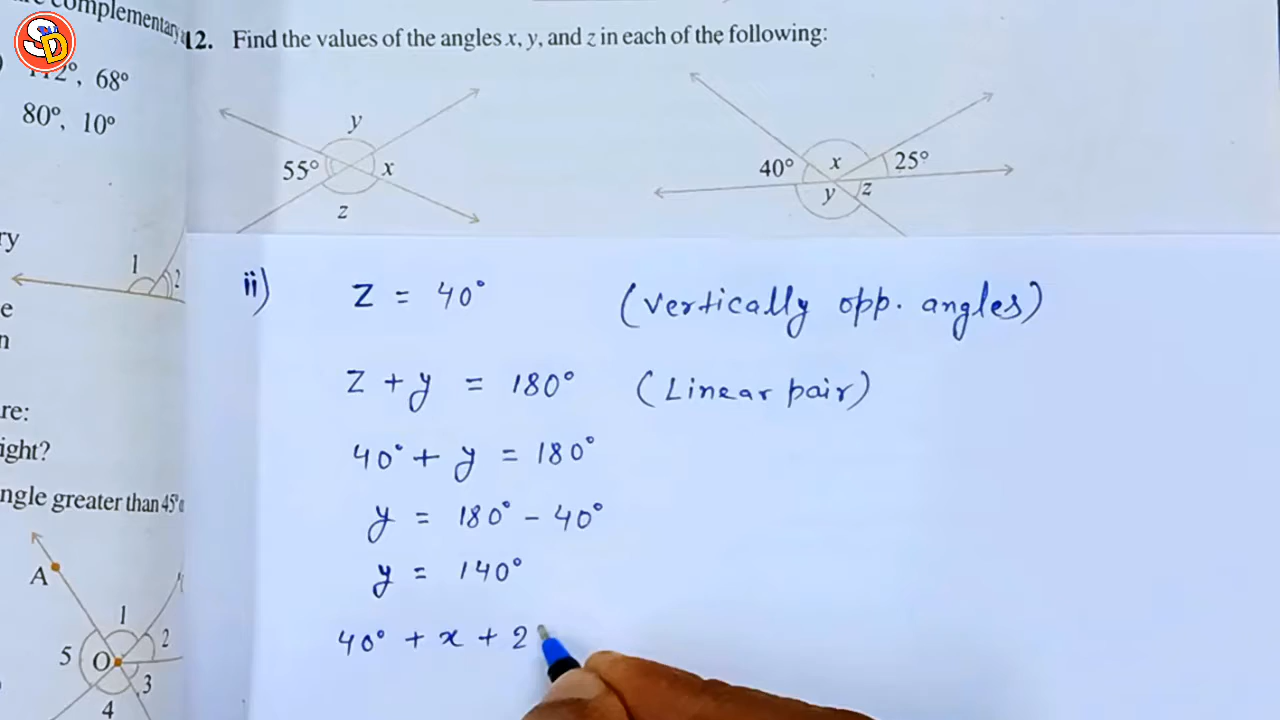 complementary
SD
112°, 68°
80°, 10°
12. Find the values of the angles x, y, and z in each of the following:
y
55°
x
z
40°
x
25°
y
z
ry
1
2
e
n
re:
ight?
ngle greater than 45°
A
1
2
5
O
3
4
ii) z = 40° (vertically opp. angles)
z + y = 180° (Linear pair)
40° + y = 180°
y = 180° - 40°
y = 140°
40° + x + 2